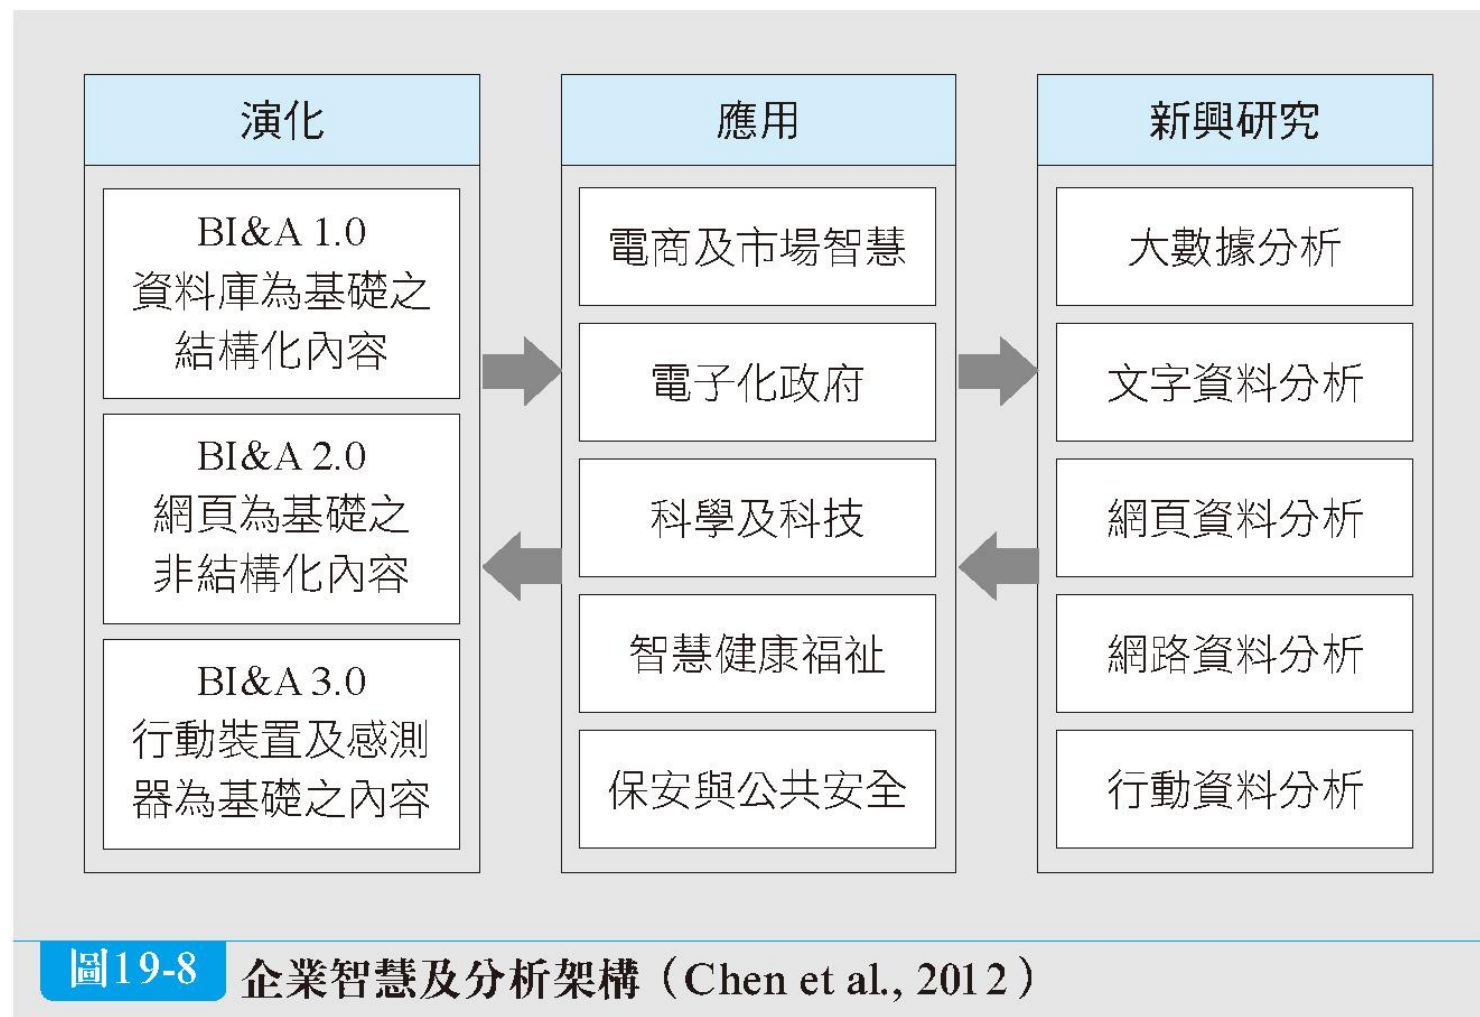 演化
BI&A 1.0
資料庫為基礎之
結構化內容
BI&A 2.0
網頁為基礎之
非結構化內容
BI&A 3.0
行動裝置及感測
器為基礎之內容
應用
電商及市場智慧
電子化政府
科學及科技
智慧健康福祉
保安與公共安全
新興研究
大數據分析
文字資料分析
網頁資料分析
網路資料分析
行動資料分析
圖19-8 企業智慧及分析架構（Chen et al., 2012）